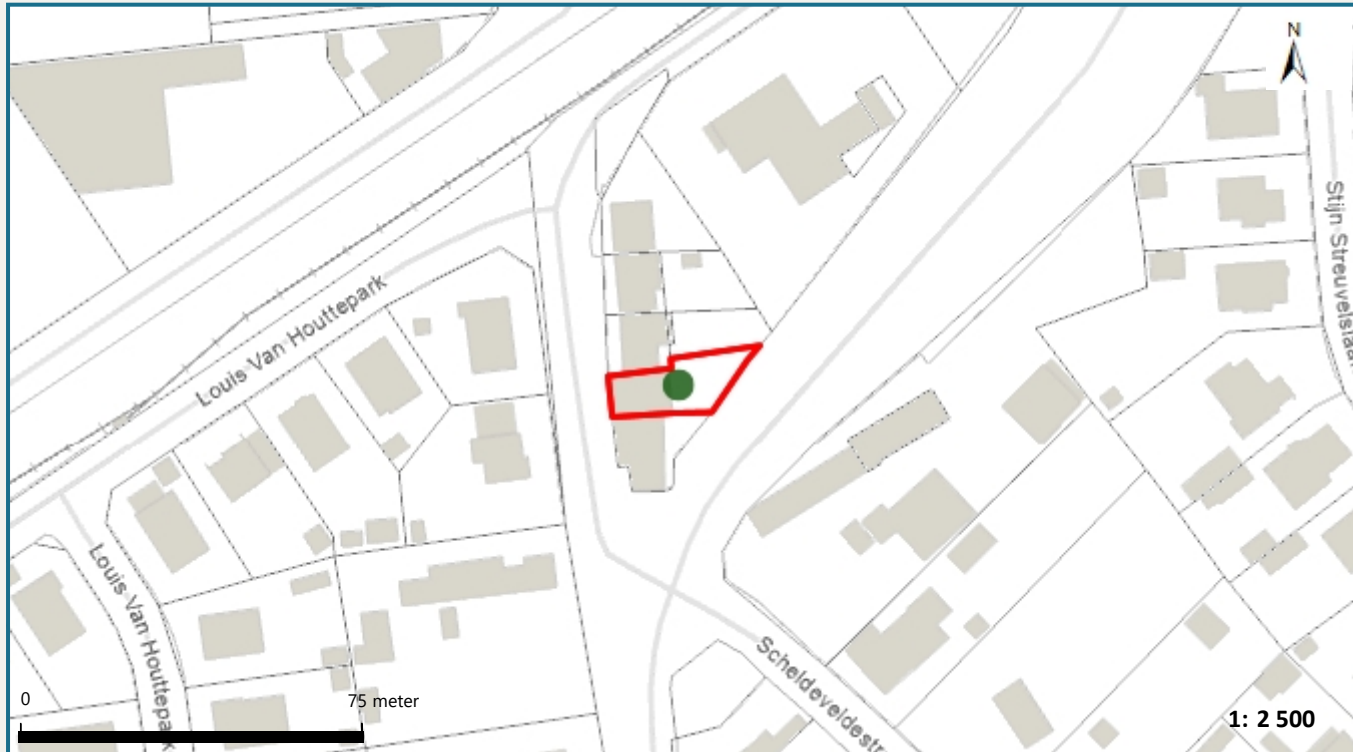 N
Stijn Streuvelslaan
Louis Van Houttepark
Louis Van Houttepark
Scheldeveldestr
0
75 meter
1: 2 500